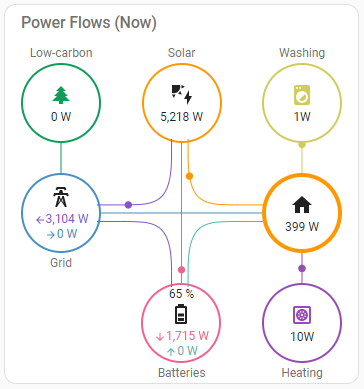 Power Flows (Now)
Low-carbon
Solar
Washing
0 W
5,218 W
1W
←3,104 W
→0 W
399 W
Grid
65 %
↓1,715 W
↑0 W
10W
Batteries
Heating